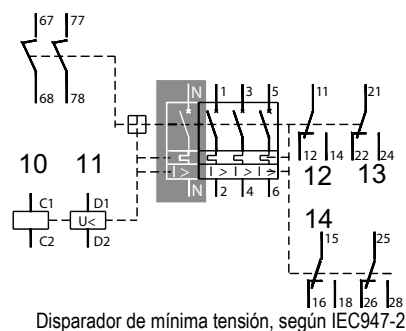 67 77
68 78
N 1 3 5
11 21
12 14 22 24
10 11
I > I > I > I >
N 2 4 6
12 13
C1 D1
U<
C2 D2
14
15 25
16 18 26 28
Disparador de mínima tensión, según IEC947-2